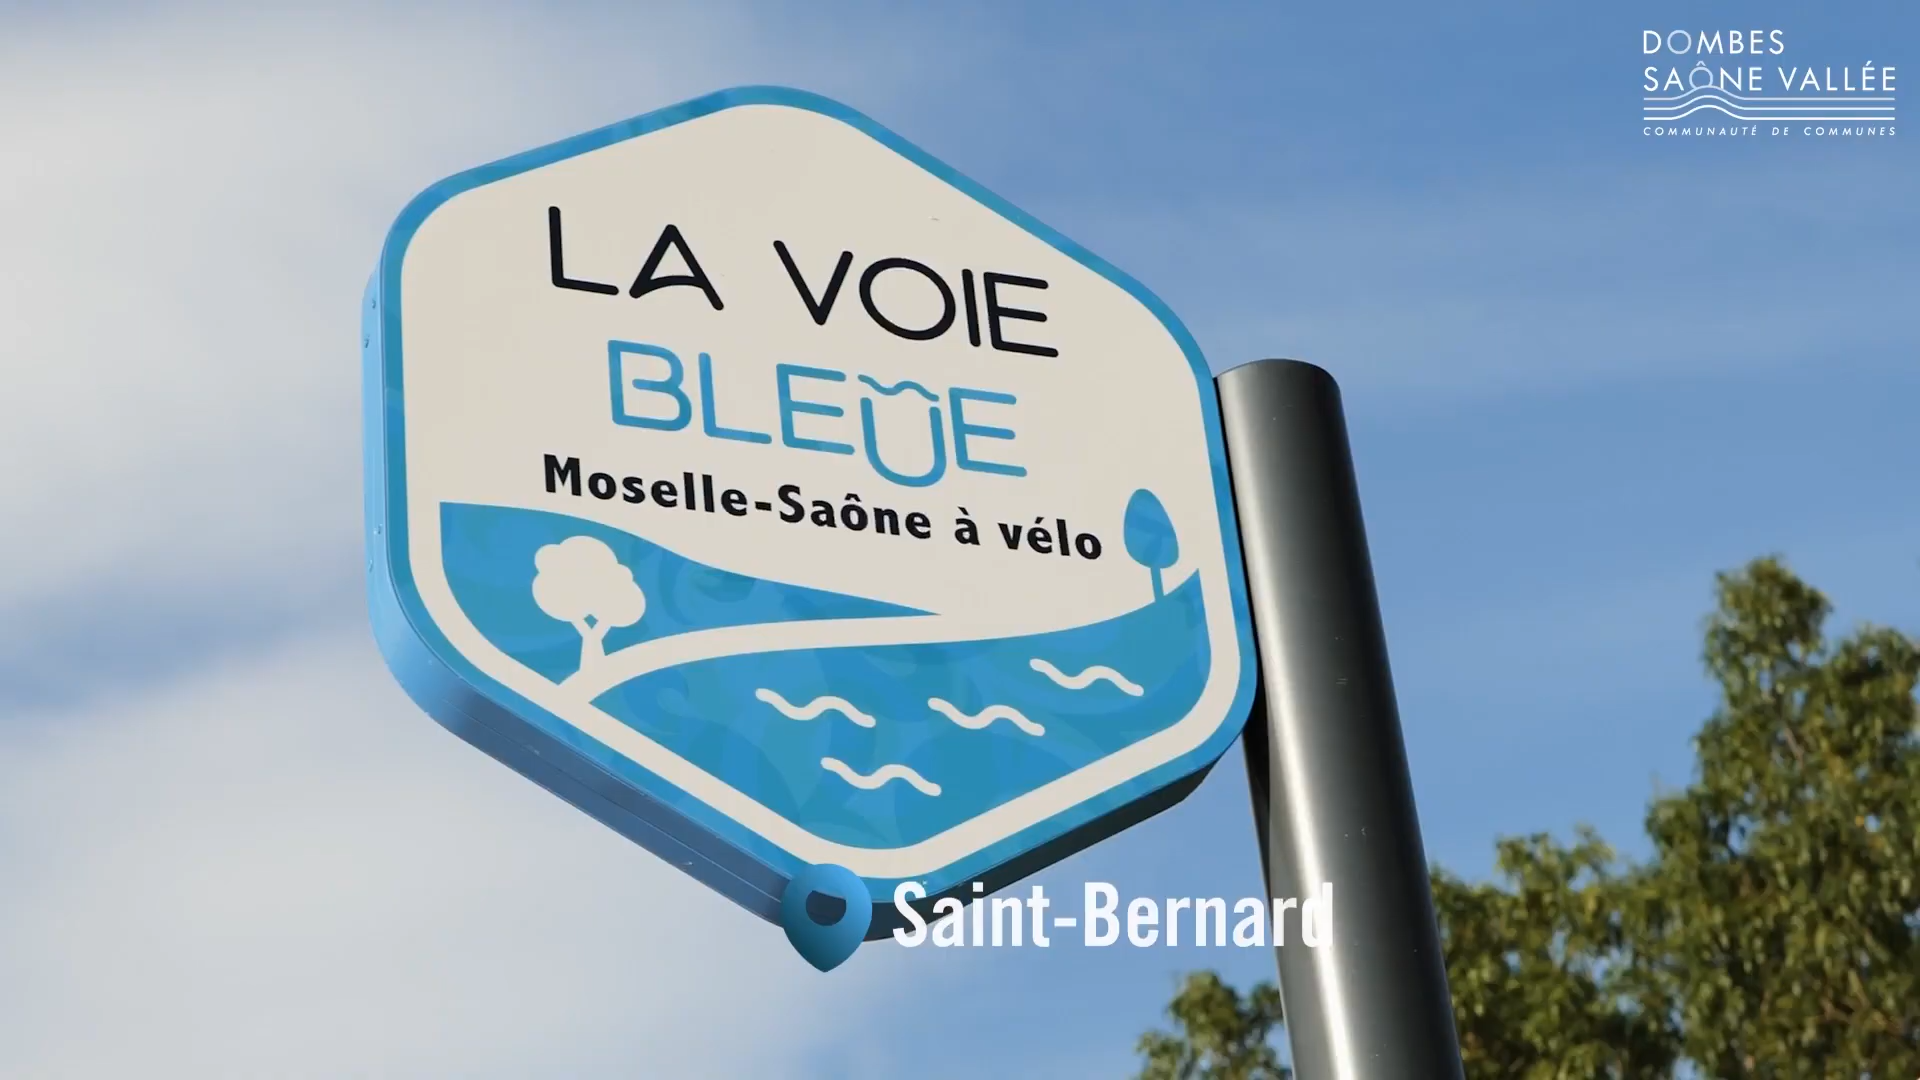 DOMBES
SAÔNE VALLÉE
COMMUNAUTÉ DE COMMUNES
LA VOIE
BLEUE
Moselle-Saône à vélo
Saint-Bernard